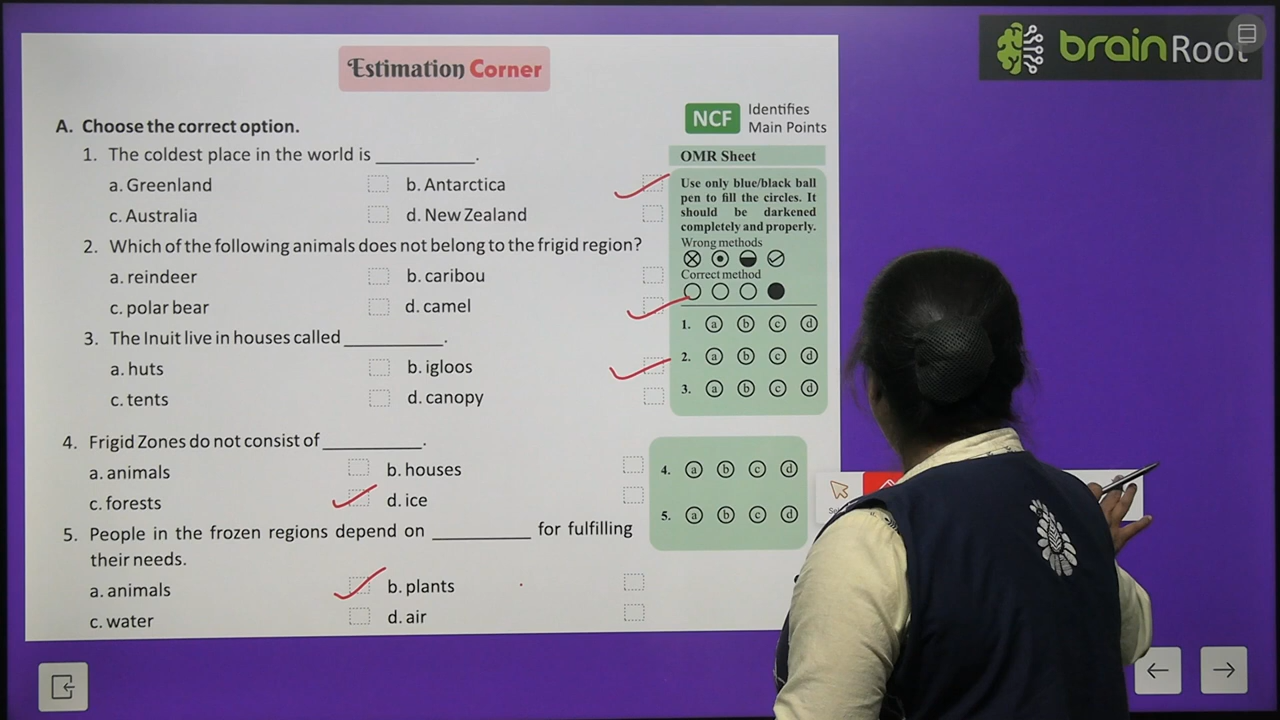 brainRoot
Estimation Corner
NCF Identifies
Main Points
A. Choose the correct option.
1. The coldest place in the world is __________.
a. Greenland b. Antarctica
c. Australia d. New Zealand
2. Which of the following animals does not belong to the frigid region?
a. reindeer b. caribou
c. polar bear d. camel
3. The Inuit live in houses called __________.
a. huts b. igloos
c. tents d. canopy
4. Frigid Zones do not consist of __________.
a. animals b. houses
c. forests d. ice
5. People in the frozen regions depend on __________ for fulfilling
their needs.
a. animals b. plants
c. water d. air
OMR Sheet
Use only blue/black ball
pen to fill the circles. It
should be darkened
completely and properly.
Wrong methods
Correct method
1. a b c d
2. a b c d
3. a b c d
4. a b c d
5. a b c d